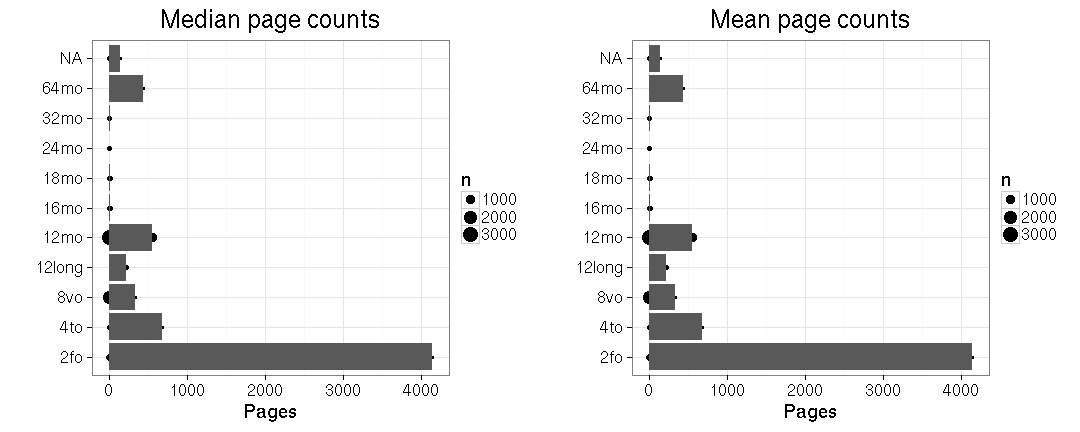 Median page counts
NA
64mo
32mo
24mo
18mo
16mo
12mo
12long
8vo
4to
2fo
0 1000 2000 3000 4000
Pages
n
1000
2000
3000
Mean page counts
NA
64mo
32mo
24mo
18mo
16mo
12mo
12long
8vo
4to
2fo
0 1000 2000 3000 4000
Pages
n
1000
2000
3000